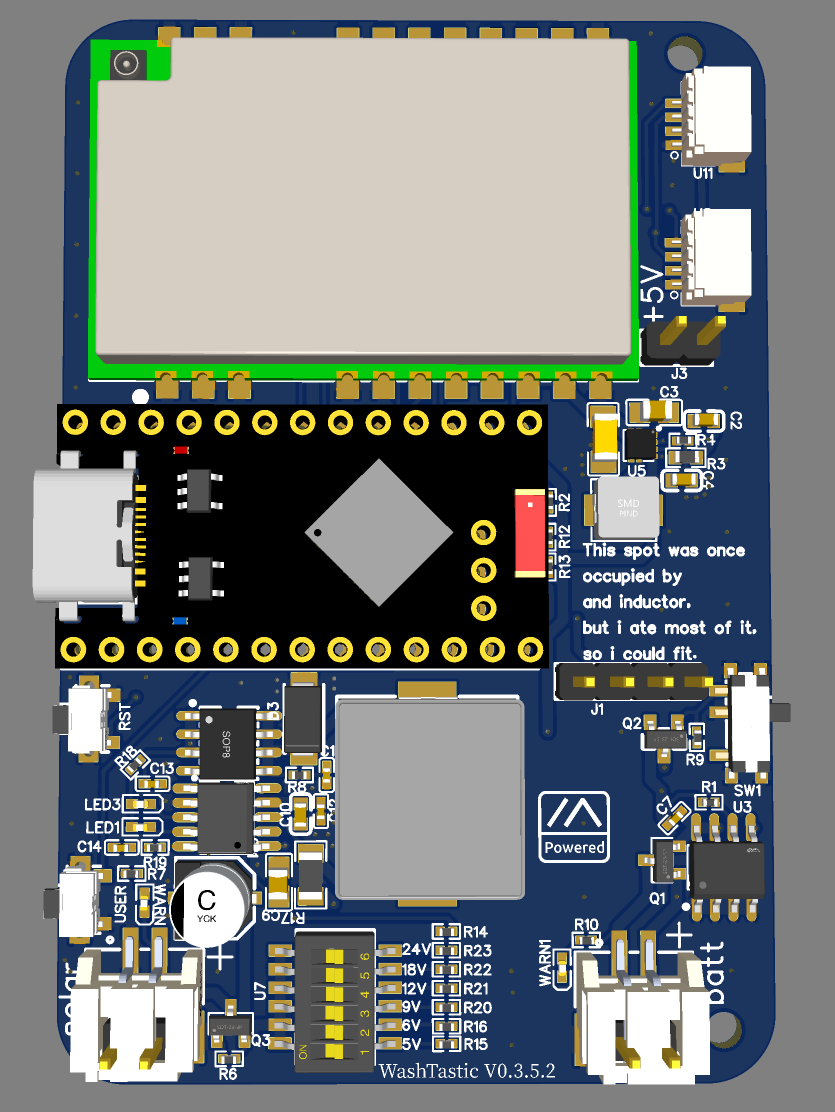 U11
+5V
J3
C3
C2
R4
R3
U5
SMD
IND
R2
R12
R13
This spot was once
occupied by
and inductor.
but i ate most of it,
so i could fit.
J1
RST
3
SOP8
Q2
R9
SW1
R18
C13
R8
C1
LED3
C10
LED1
C14
R19
R7
Powered
R1
U3
C7
Q1
USER
WARN
C
YCK
C9
R17
+
R10
+
WARN1
batt
U7
24V
18V
12V
9V
6V
5V
R14
R23
R22
R21
R20
R16
R15
6
5
4
3
2
1
ON
Q3
R6
WashTastic V0.3.5.2